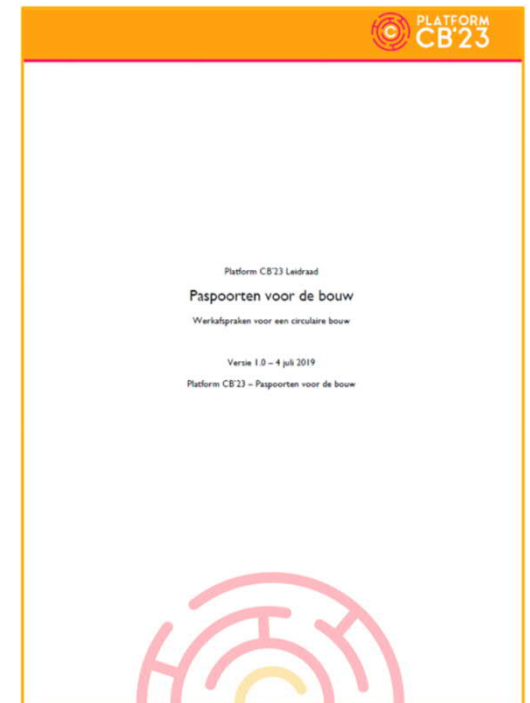 PLATFORM
CB'23
Platform CB'23 Leidraad
Paspoorten voor de bouw
Werkafspraken voor een circulaire bouw
Versie 1.0 – 4 juli 2019
Platform CB'23 – Paspoorten voor de bouw